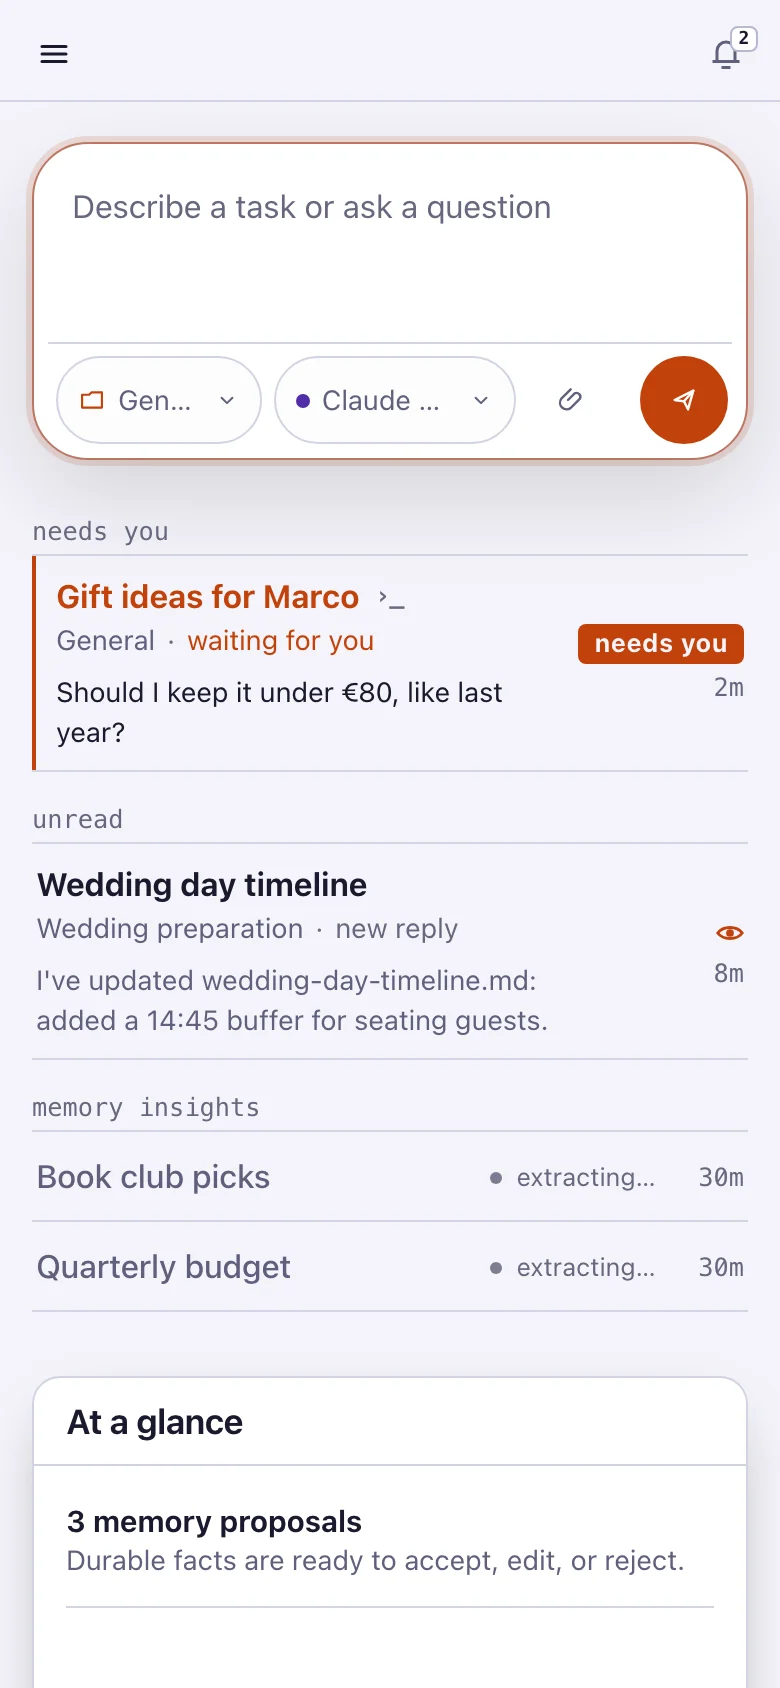 2
Describe a task or ask a question
Gen...
Claude ...
needs you
Gift ideas for Marco ›_
General · waiting for you
needs you
Should I keep it under €80, like last
year?
2m
unread
Wedding day timeline
Wedding preparation · new reply
I've updated wedding-day-timeline.md:
added a 14:45 buffer for seating guests.
8m
memory insights
Book club picks
extracting...
30m
Quarterly budget
extracting...
30m
At a glance
3 memory proposals
Durable facts are ready to accept, edit, or reject.